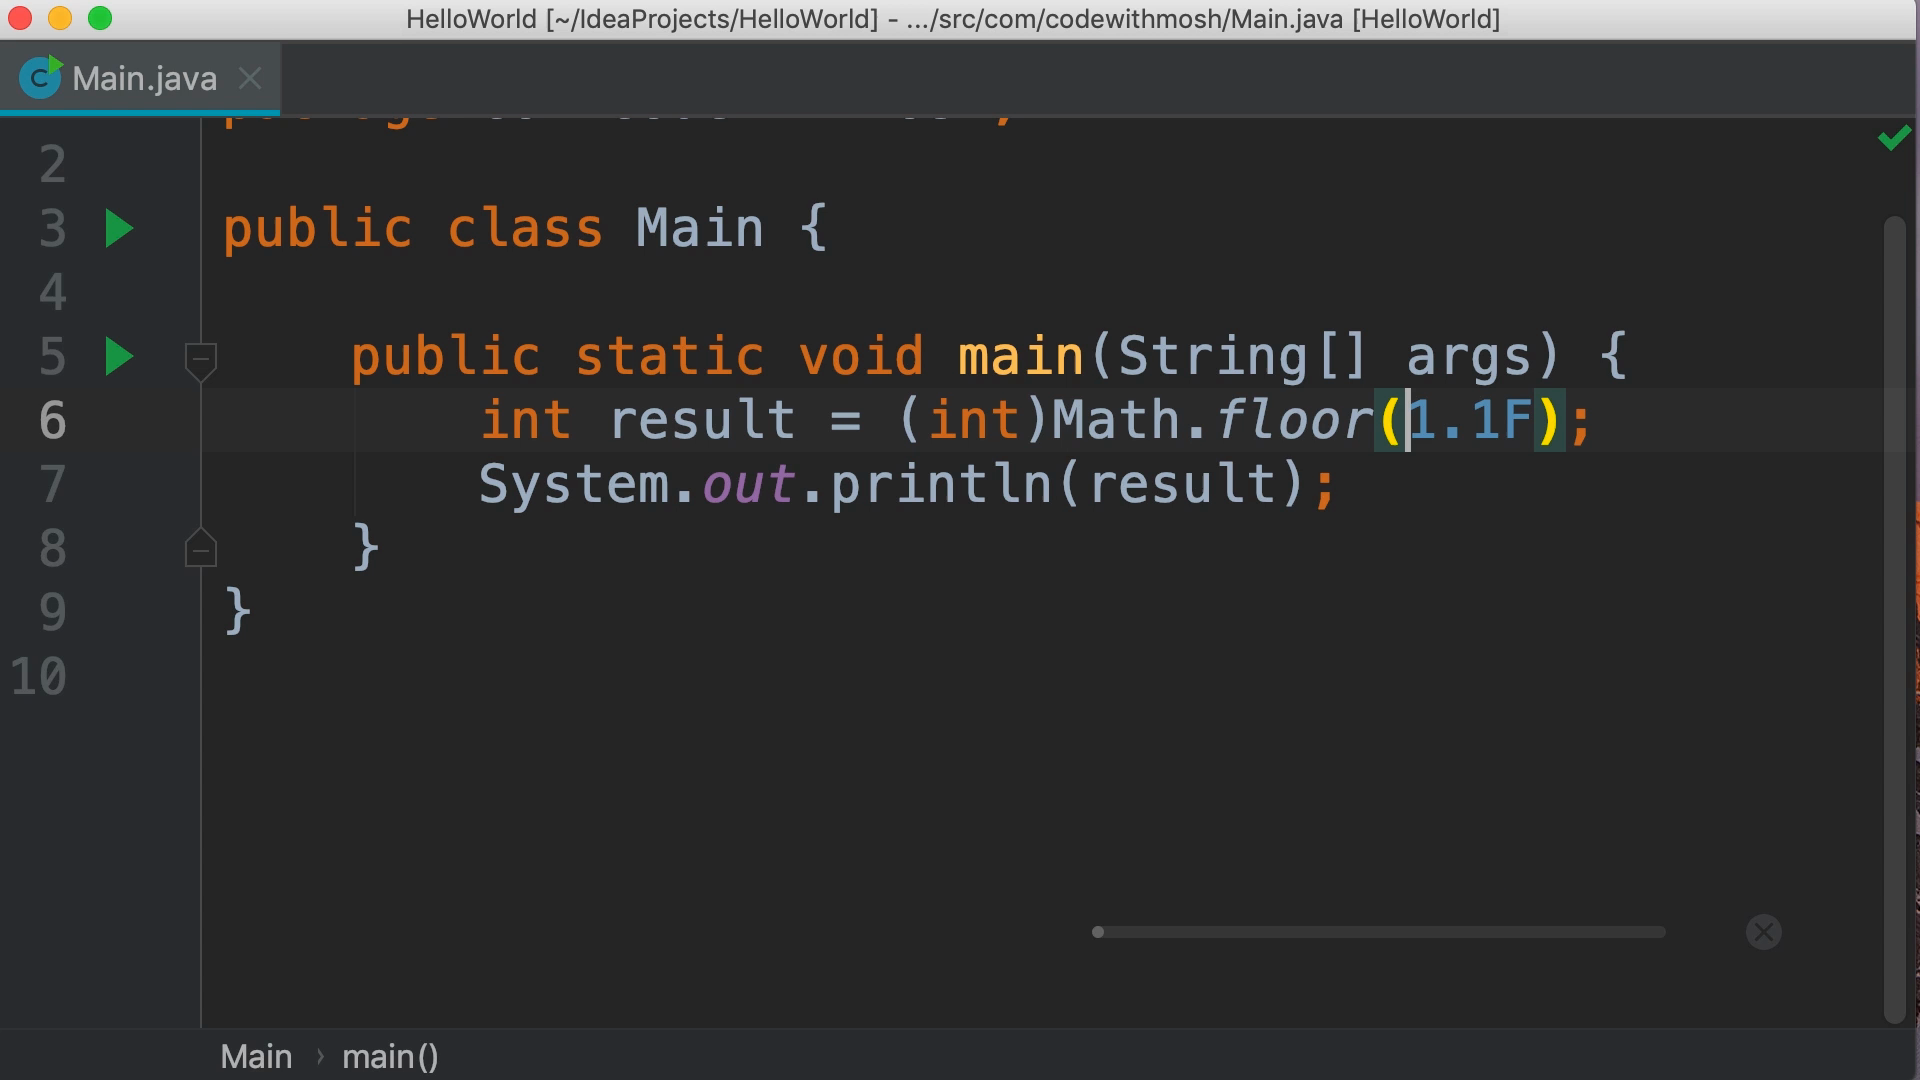 HelloWorld [~/IdeaProjects/HelloWorld] - .../src/com/codewithmosh/Main.java [HelloWorld]
Main.java
2
3 public class Main {
4
5 public static void main(String[] args) {
6 int result = (int)Math.floor(1.1F);
7 System.out.println(result);
8 }
9 }
10
Main › main()